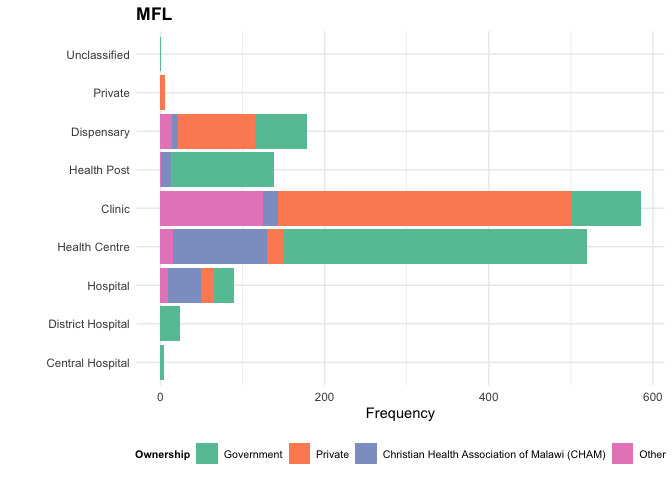 MFL
Unclassified
Private
Dispensary
Health Post
Clinic
Health Centre
Hospital
District Hospital
Central Hospital
0 200 400 600
Frequency
Ownership Government Private Christian Health Association of Malawi (CHAM) Other